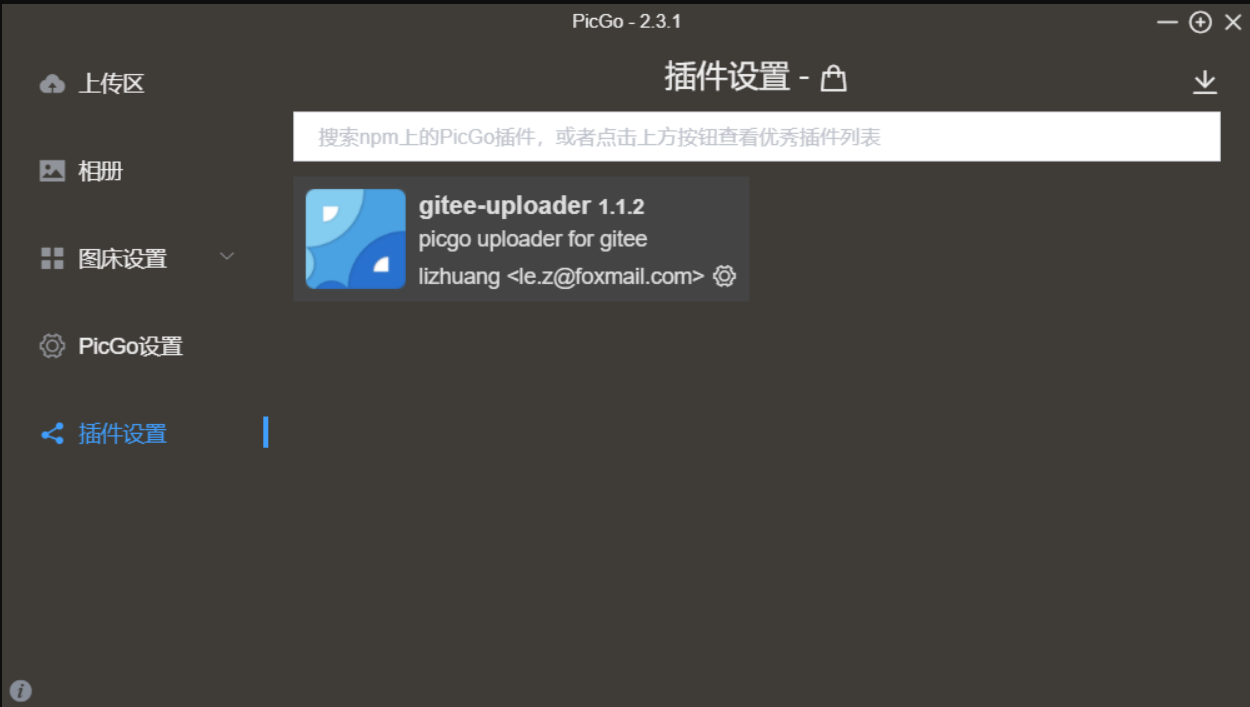 PicGo - 2.3.1
上传区
相册
图床设置
PicGo设置
插件设置
插件设置 -
搜索npm上的PicGo插件，或者点击上方按钮查看优秀插件列表
gitee-uploader 1.1.2
picgo uploader for gitee
lizhuang <le.z@foxmail.com>